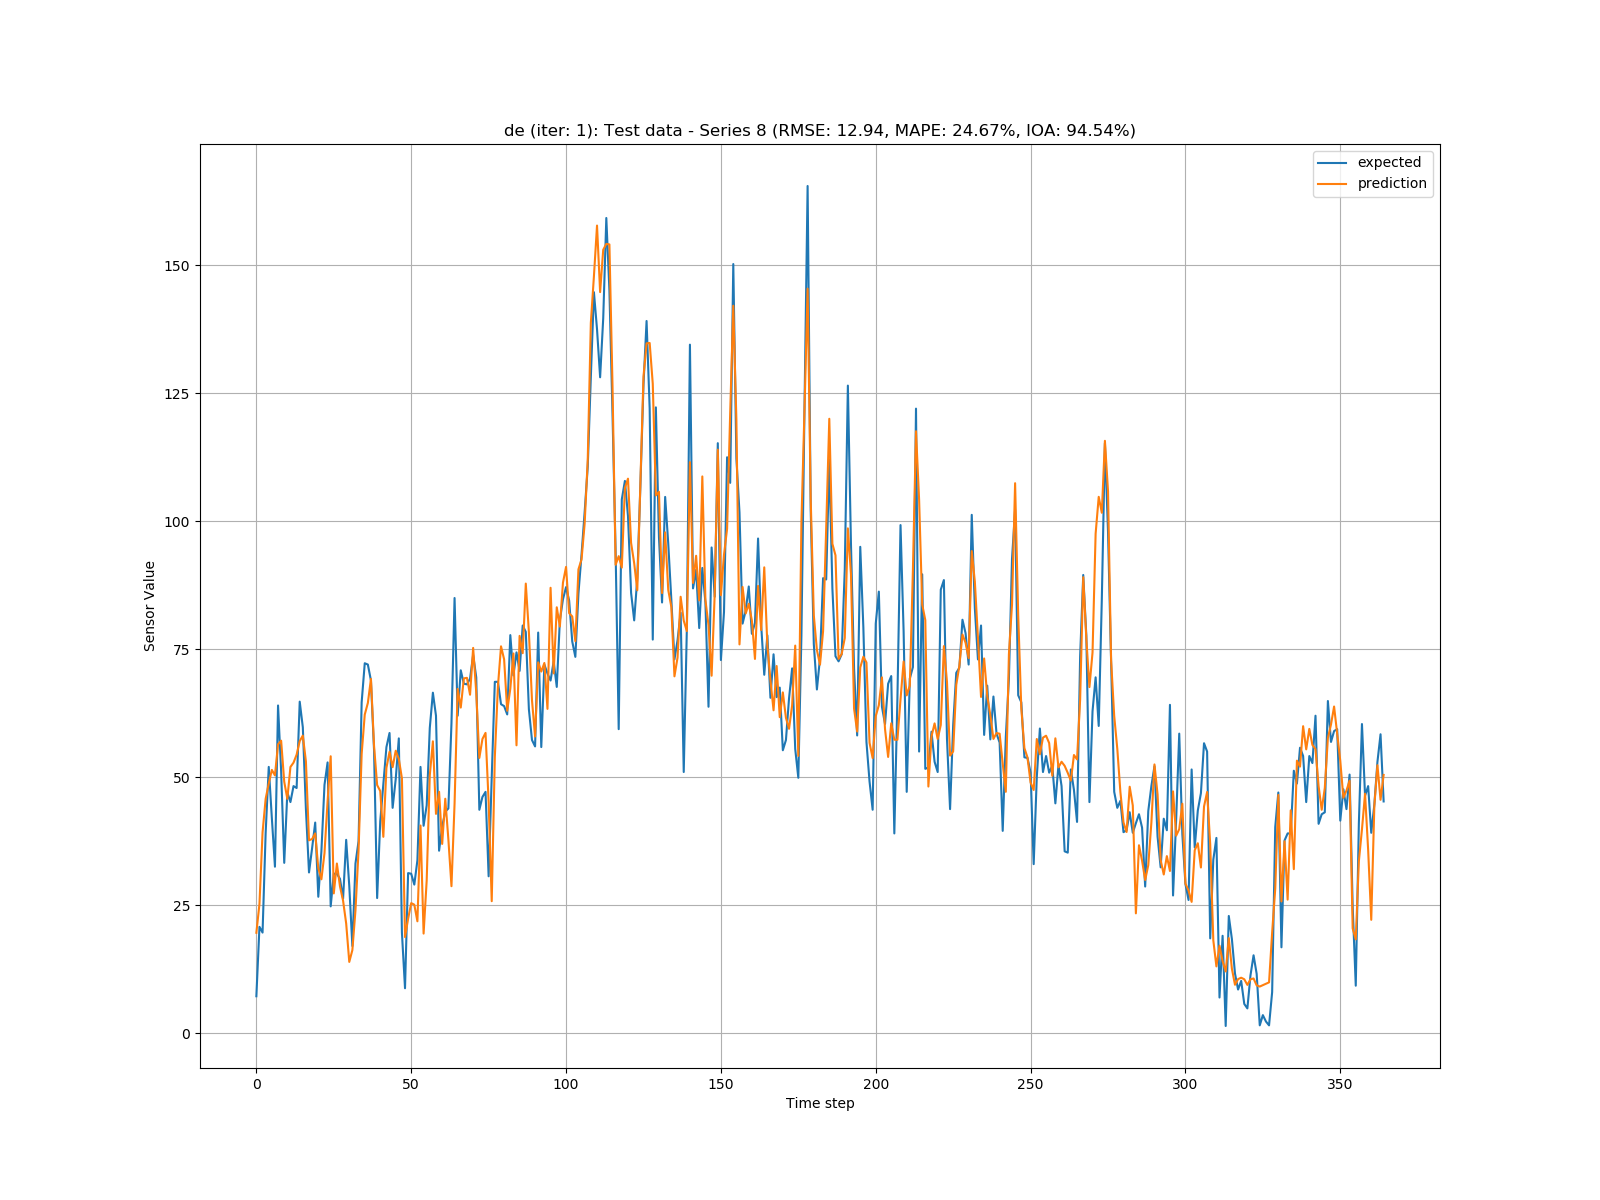 de (iter: 1): Test data - Series 8 (RMSE: 12.94, MAPE: 24.67%, IOA: 94.54%)
expected
prediction
150
125
100
75
50
25
0
Sensor Value
0 50 100 150 200 250 300 350
Time step